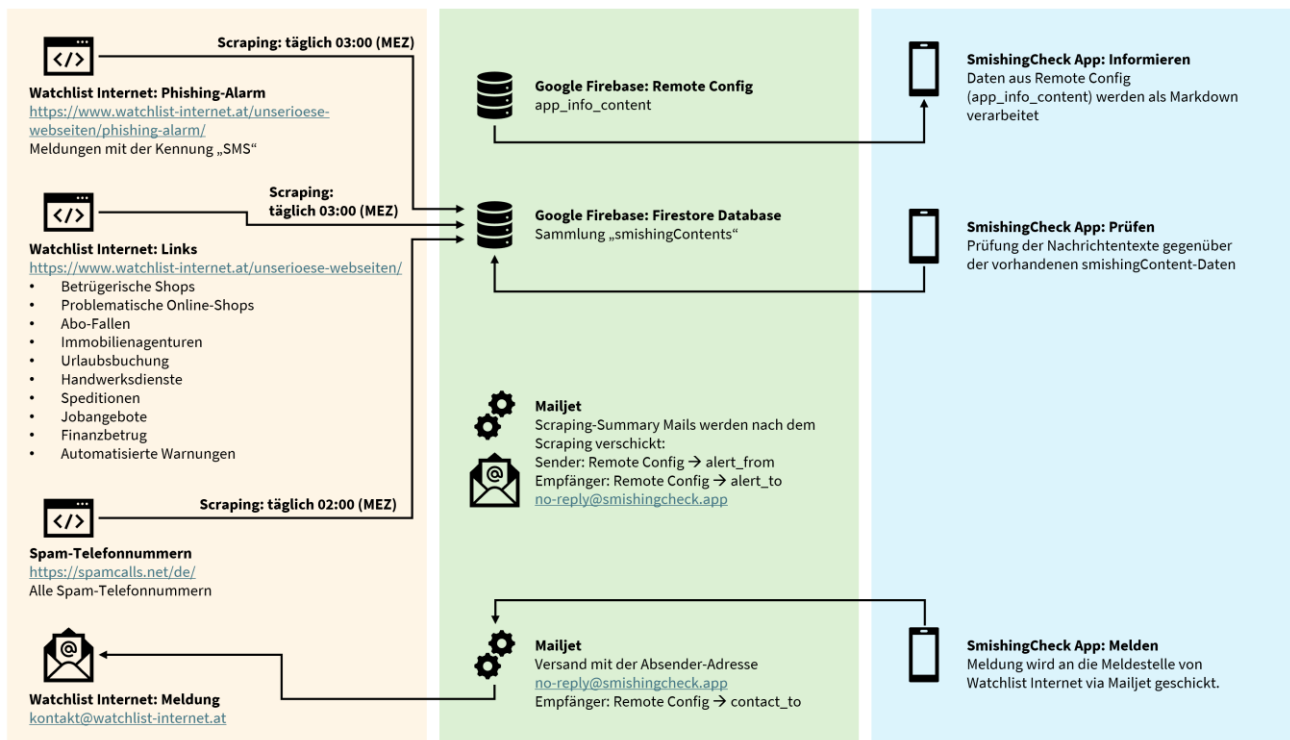 Scraping: täglich 03:00 (MEZ)
</>
Watchlist Internet: Phishing-Alarm
https://www.watchlist-internet.at/unserioese-
webseiten/phishing-alarm/
Meldungen mit der Kennung „SMS“
Scraping:
täglich 03:00 (MEZ)
</>
Watchlist Internet: Links
https://www.watchlist-internet.at/unserioese-webseiten/
• Betrügerische Shops
• Problematische Online-Shops
• Abo-Fallen
• Immobilienagenturen
• Urlaubsbuchung
• Handwerksdienste
• Speditionen
• Jobangebote
• Finanzbetrug
• Automatisierte Warnungen
Scraping: täglich 02:00 (MEZ)
</>
Spam-Telefonnummern
https://spamcalls.net/de/
Alle Spam-Telefonnummern
@
Watchlist Internet: Meldung
kontakt@watchlist-internet.at
Google Firebase: Remote Config
app_info_content
Google Firebase: Firestore Database
Sammlung „smishingContents“
Mailjet
Scraping-Summary Mails werden nach dem
Scraping verschickt:
Sender: Remote Config → alert_from
Empfänger: Remote Config → alert_to
no-reply@smishingcheck.app
@
Mailjet
Versand mit der Absender-Adresse
no-reply@smishingcheck.app
Empfänger: Remote Config → contact_to
SmishingCheck App: Informieren
Daten aus Remote Config
(app_info_content) werden als Markdown
verarbeitet
SmishingCheck App: Prüfen
Prüfung der Nachrichtentexte gegenüber
der vorhandenen smishingContent-Daten
SmishingCheck App: Melden
Meldung wird an die Meldestelle von
Watchlist Internet via Mailjet geschickt.